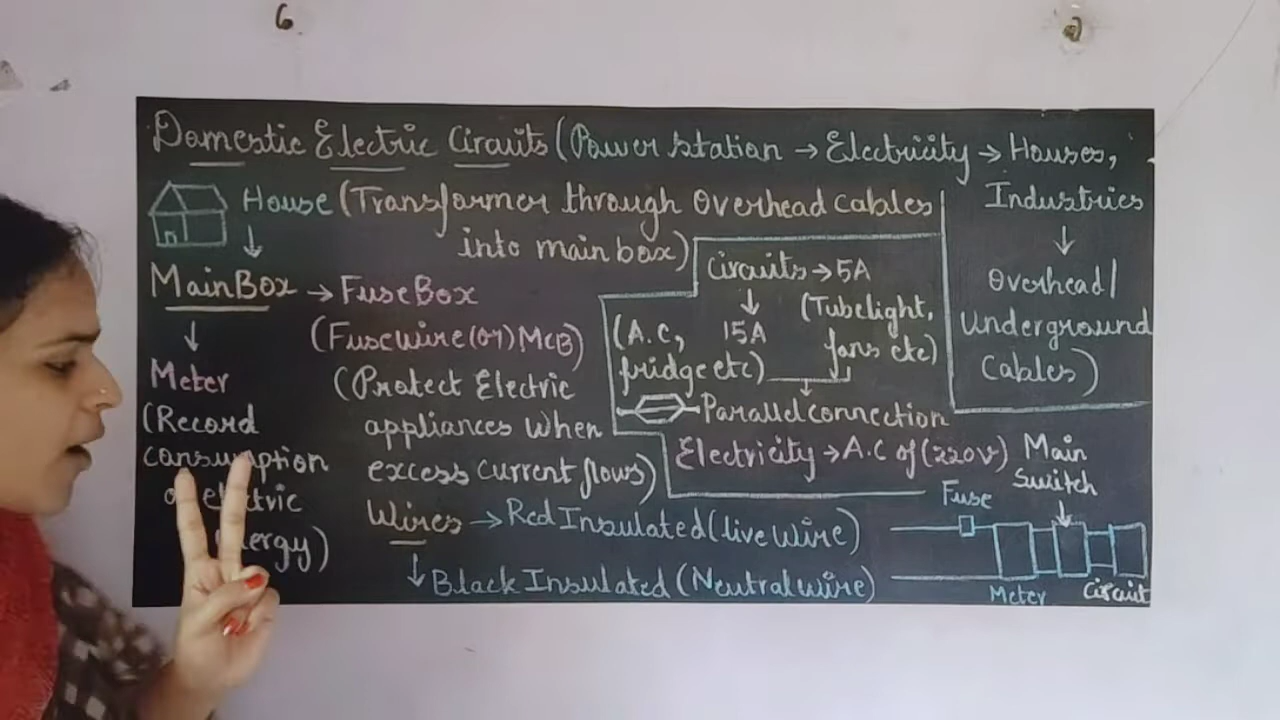 Domestic Electric Circuits (Power station → Electricity → Houses,
Industries
↓
Overhead/
Underground
Cables)
House (Transformer through Overhead cables
into main box)
↓
MainBox → FuseBox
(Fusewire (or) MCB)
(Protect Electric
appliances when
excess current flows)
↓
Meter
(Record
consumption
of electric
energy)
Circuits → 5A
↓
15A
(Tubelight,
fans etc)
(A.C,
fridge etc)
Parallel connection
Electricity → A.C of (220V)
Wires → Red Insulated (live wire)
↓ Black Insulated (Neutral wire)
Main
Switch
Fuse
Meter
Circuit